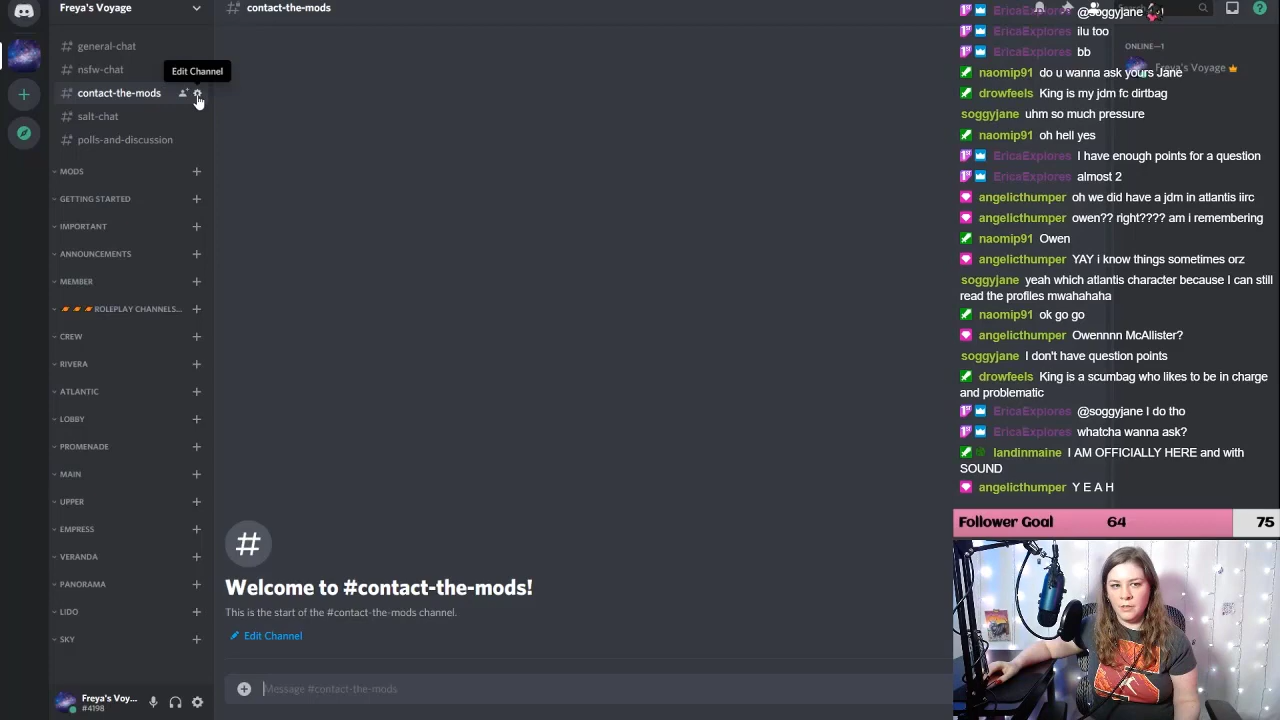 Freya's Voyage
general-chat
nsfw-chat
contact-the-mods
salt-chat
polls-and-discussion
Edit Channel
MODS
GETTING STARTED
IMPORTANT
ANNOUNCEMENTS
MEMBER
ROLEPLAY CHANNELS...
CREW
RIVERA
ATLANTIC
LOBBY
PROMENADE
MAIN
UPPER
EMPRESS
VERANDA
PANORAMA
LIDO
SKY
Freya's Voy...
#4198
contact-the-mods
#
Welcome to #contact-the-mods!
This is the start of the #contact-the-mods channel.
Edit Channel
Message #contact-the-mods
ONLINE—1
Freya's Voyage
EricaExplores @soggyjane
EricaExplores ilu too
EricaExplores bb
naomip91 do u wanna ask yours Jane
drowfeels King is my jdm fc dirtbag
soggyjane uhm so much pressure
naomip91 oh hell yes
EricaExplores I have enough points for a question
EricaExplores almost 2
angelicthumper oh we did have a jdm in atlantis iirc
angelicthumper owen?? right???? am i remembering
naomip91 Owen
angelicthumper YAY i know things sometimes orz
soggyjane yeah which atlantis character because I can still
read the profiles mwahahaha
naomip91 ok go go
angelicthumper Owennnn McAllister?
soggyjane I don't have question points
drowfeels King is a scumbag who likes to be in charge
and problematic
EricaExplores @soggyjane I do tho
EricaExplores whatcha wanna ask?
landinmaine I AM OFFICIALLY HERE and with
SOUND
angelicthumper Y E A H
Follower Goal 64 75